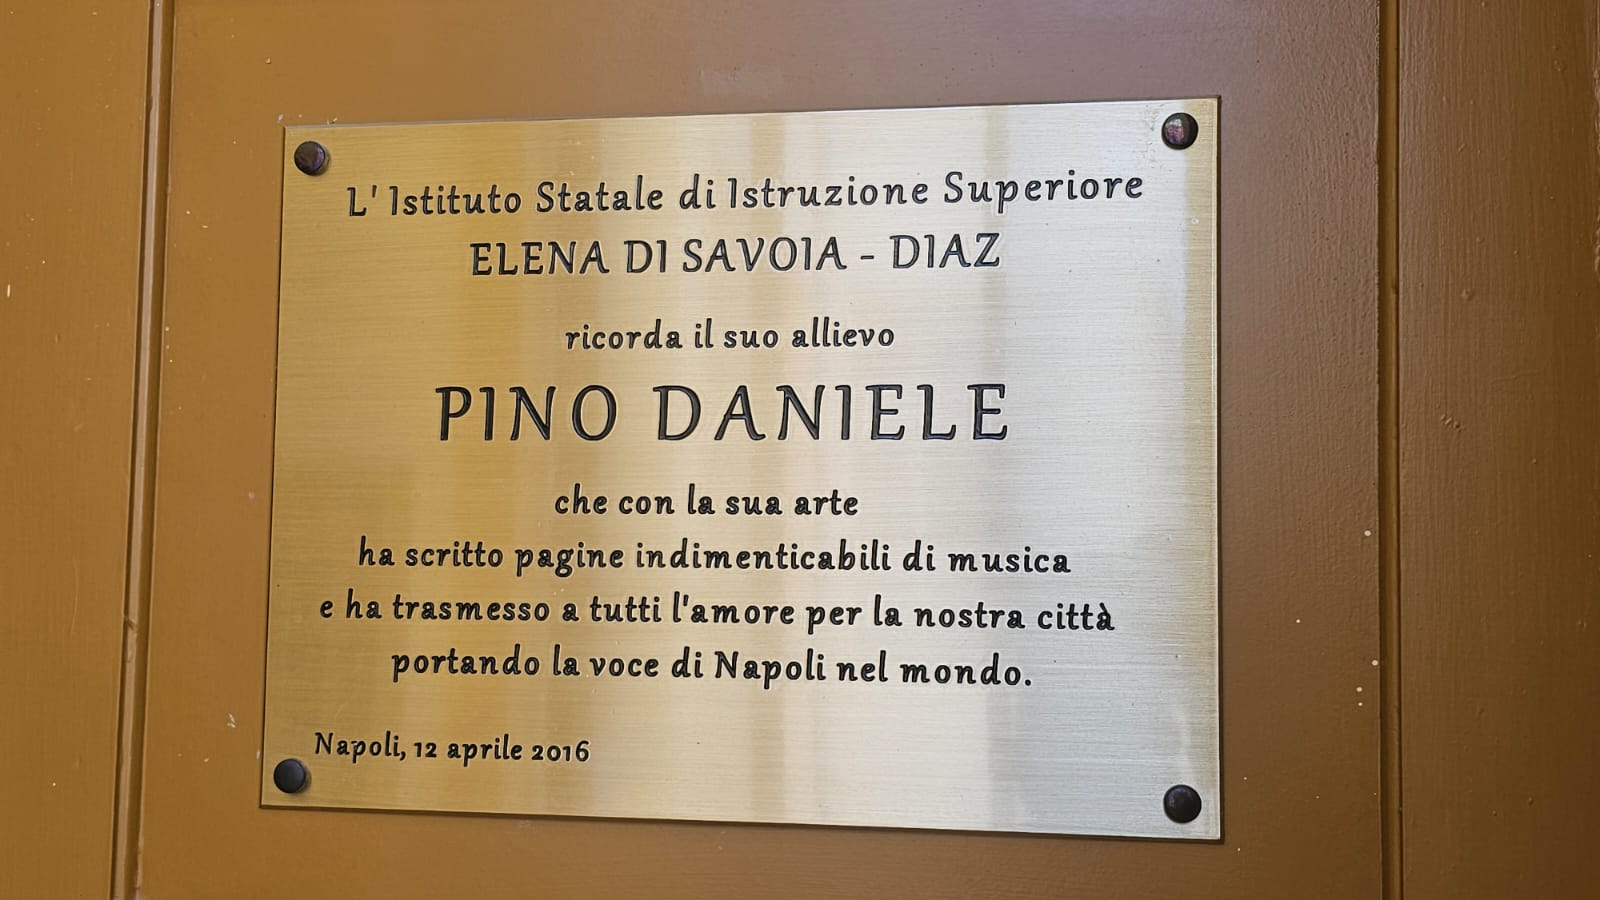 L' Istituto Statale di Istruzione Superiore
ELENA DI SAVOIA - DIAZ
ricorda il suo allievo
PINO DANIELE
che con la sua arte
ha scritto pagine indimenticabili di musica
e ha trasmesso a tutti l'amore per la nostra città
portando la voce di Napoli nel mondo.
Napoli, 12 aprile 2016